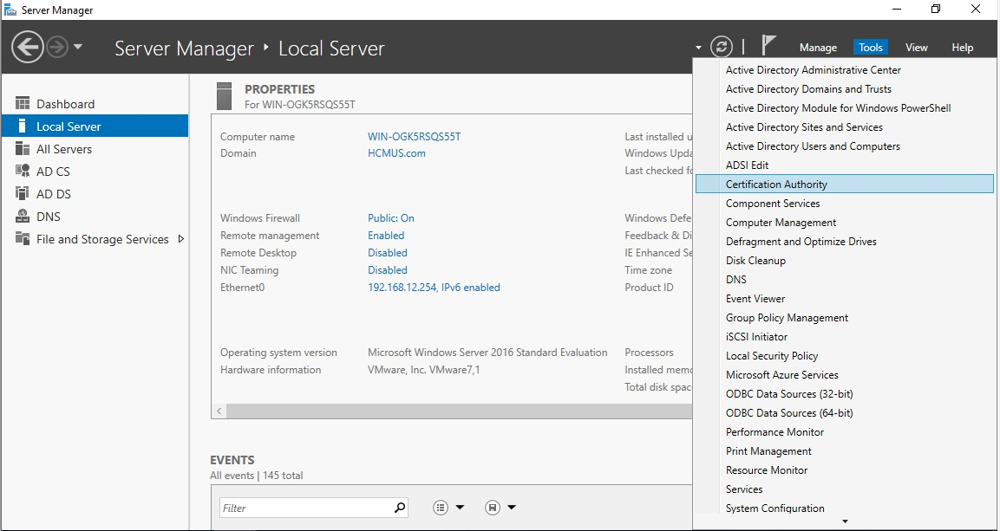 Server Manager
Server Manager ‣ Local Server
Manage Tools View Help
Dashboard
Local Server
All Servers
AD CS
AD DS
DNS
File and Storage Services
PROPERTIES
For WIN-OGK5RSQS55T
Computer name WIN-OGK5RSQS55T Last installed u
Domain HCMUS.com Windows Upda
Last checked fo
Windows Firewall Public: On Windows Defe
Remote management Enabled Feedback & Di
Remote Desktop Disabled IE Enhanced Se
NIC Teaming Disabled Time zone
Ethernet0 192.168.12.254, IPv6 enabled Product ID
Operating system version Microsoft Windows Server 2016 Standard Evaluation Processors
Hardware information VMware, Inc. VMware7,1 Installed memo
Total disk spac
EVENTS
All events | 145 total
Filter
Active Directory Administrative Center
Active Directory Domains and Trusts
Active Directory Module for Windows PowerShell
Active Directory Sites and Services
Active Directory Users and Computers
ADSI Edit
Certification Authority
Component Services
Computer Management
Defragment and Optimize Drives
Disk Cleanup
DNS
Event Viewer
Group Policy Management
iSCSI Initiator
Local Security Policy
Microsoft Azure Services
ODBC Data Sources (32-bit)
ODBC Data Sources (64-bit)
Performance Monitor
Print Management
Resource Monitor
Services
System Configuration